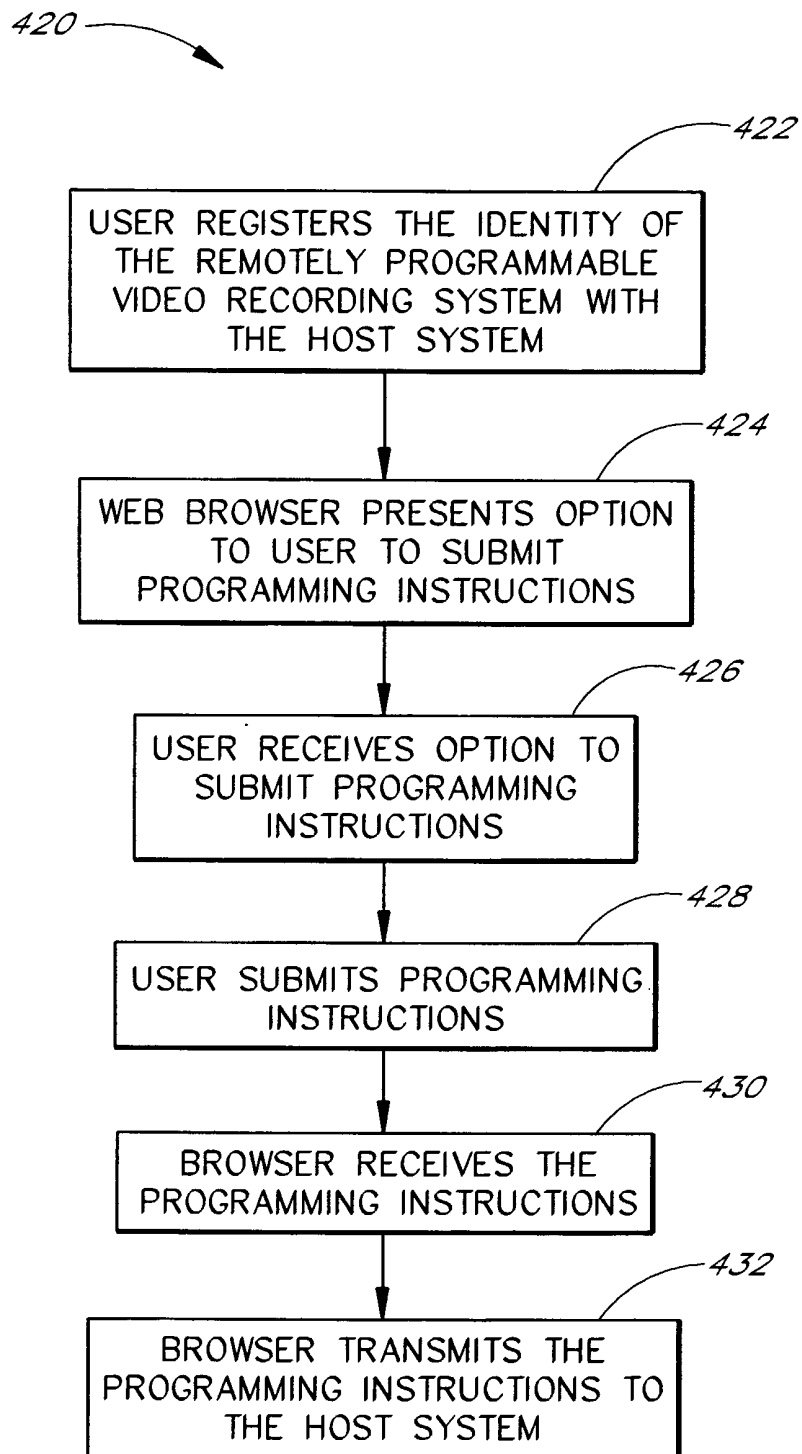 420
422
USER REGISTERS THE IDENTITY OF
THE REMOTELY PROGRAMMABLE
VIDEO RECORDING SYSTEM WITH
THE HOST SYSTEM
424
WEB BROWSER PRESENTS OPTION
TO USER TO SUBMIT
PROGRAMMING INSTRUCTIONS
426
USER RECEIVES OPTION TO
SUBMIT PROGRAMMING
INSTRUCTIONS
428
USER SUBMITS PROGRAMMING
INSTRUCTIONS
430
BROWSER RECEIVES THE
PROGRAMMING INSTRUCTIONS
432
BROWSER TRANSMITS THE
PROGRAMMING INSTRUCTIONS TO
THE HOST SYSTEM